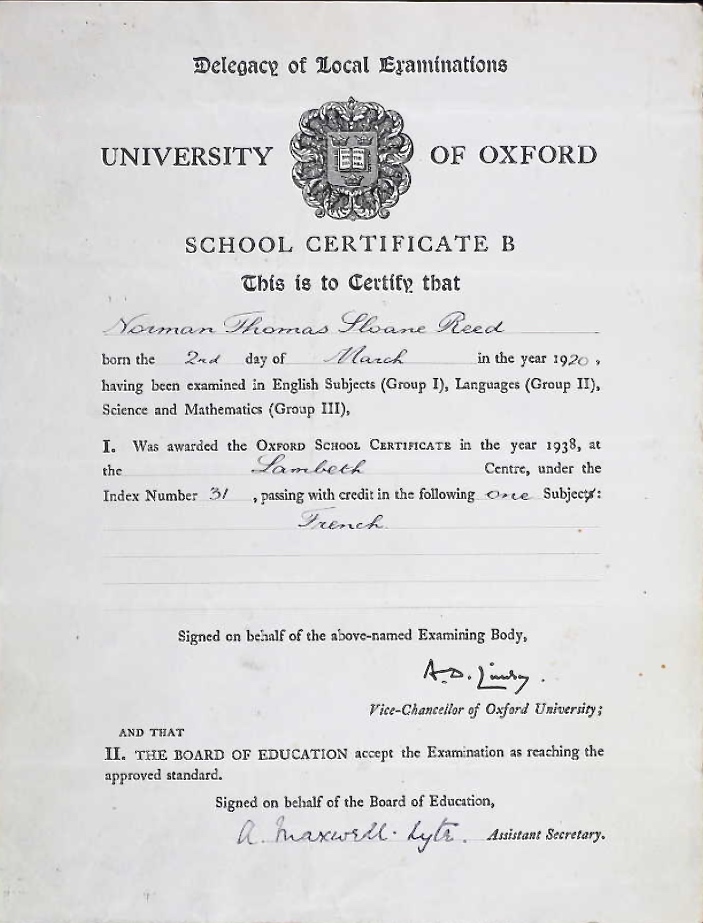 Delegacy of Local Examinations
UNIVERSITY OF OXFORD
SCHOOL CERTIFICATE B
This is to Certify that
Norman Thomas Sloane Reed
born the 2nd day of March in the year 1920,
having been examined in English Subjects (Group I), Languages (Group II),
Science and Mathematics (Group III),
I. Was awarded the OXFORD SCHOOL CERTIFICATE in the year 1938, at
the Lambeth Centre, under the
Index Number 31, passing with credit in the following one Subject:
French
Signed on behalf of the above-named Examining Body,
A. D. Lindsay.
Vice-Chancellor of Oxford University;
AND THAT
II. THE BOARD OF EDUCATION accept the Examination as reaching the
approved standard.
Signed on behalf of the Board of Education,
A. Maxwell-Lyte. Assistant Secretary.